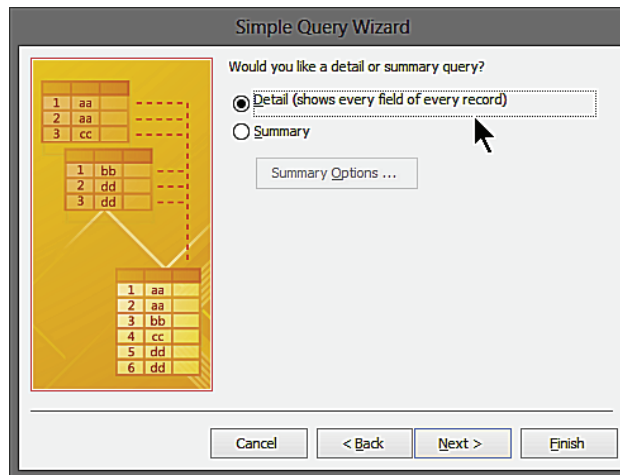 Simple Query Wizard
Would you like a detail or summary query?
Detail (shows every field of every record)
Summary
Summary Options ...
1 aa
2 aa
3 cc
1 bb
2 dd
3 dd
1 aa
2 aa
3 bb
4 cc
5 dd
6 dd
Cancel
< Back
Next >
Finish